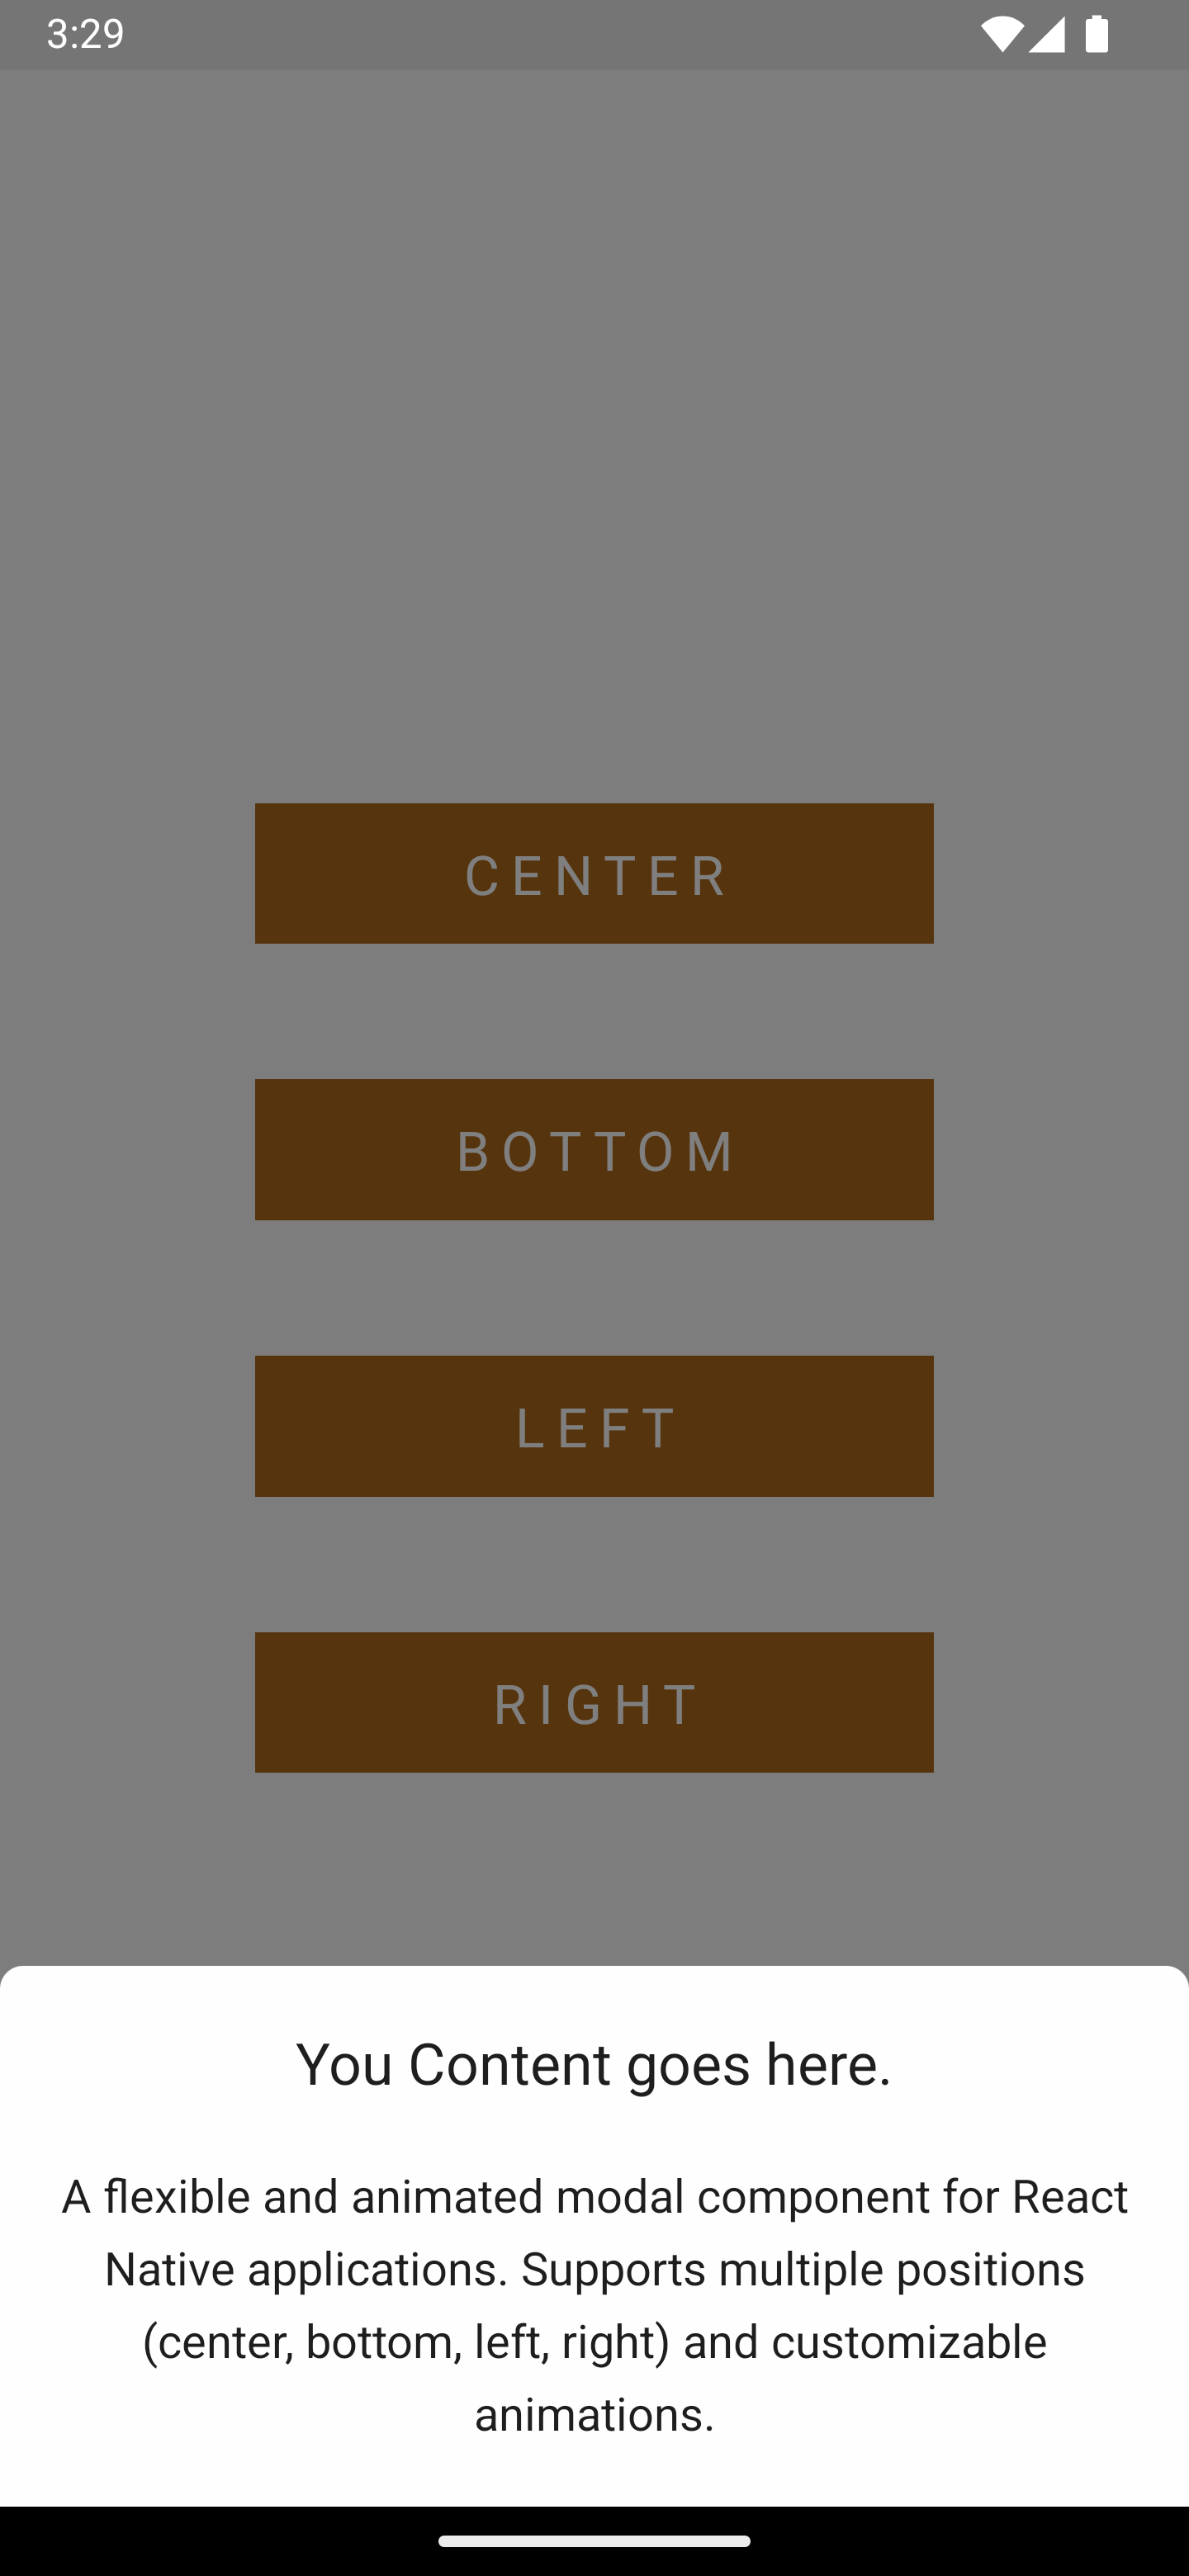 3:29
CENTER
BOTTOM
LEFT
RIGHT
You Content goes here.
A flexible and animated modal component for React
Native applications. Supports multiple positions
(center, bottom, left, right) and customizable
animations.